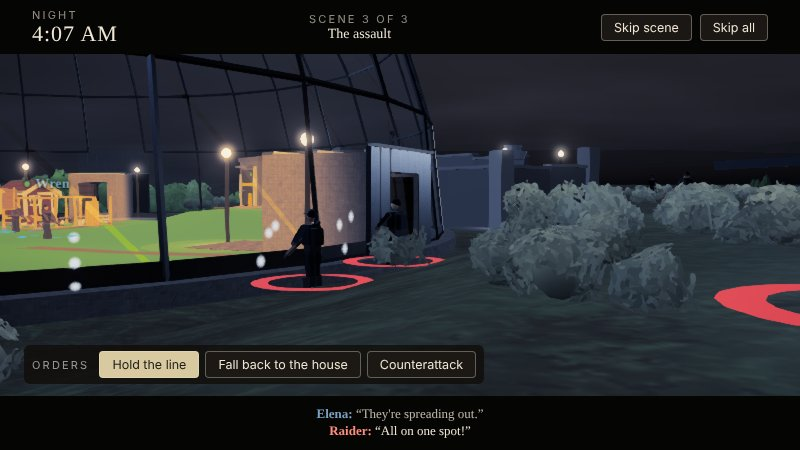 NIGHT
4:07 AM
SCENE 3 OF 3
The assault
Skip scene
Skip all
Wren
ORDERS
Hold the line
Fall back to the house
Counterattack
Elena: “They're spreading out.”
Raider: “All on one spot!”